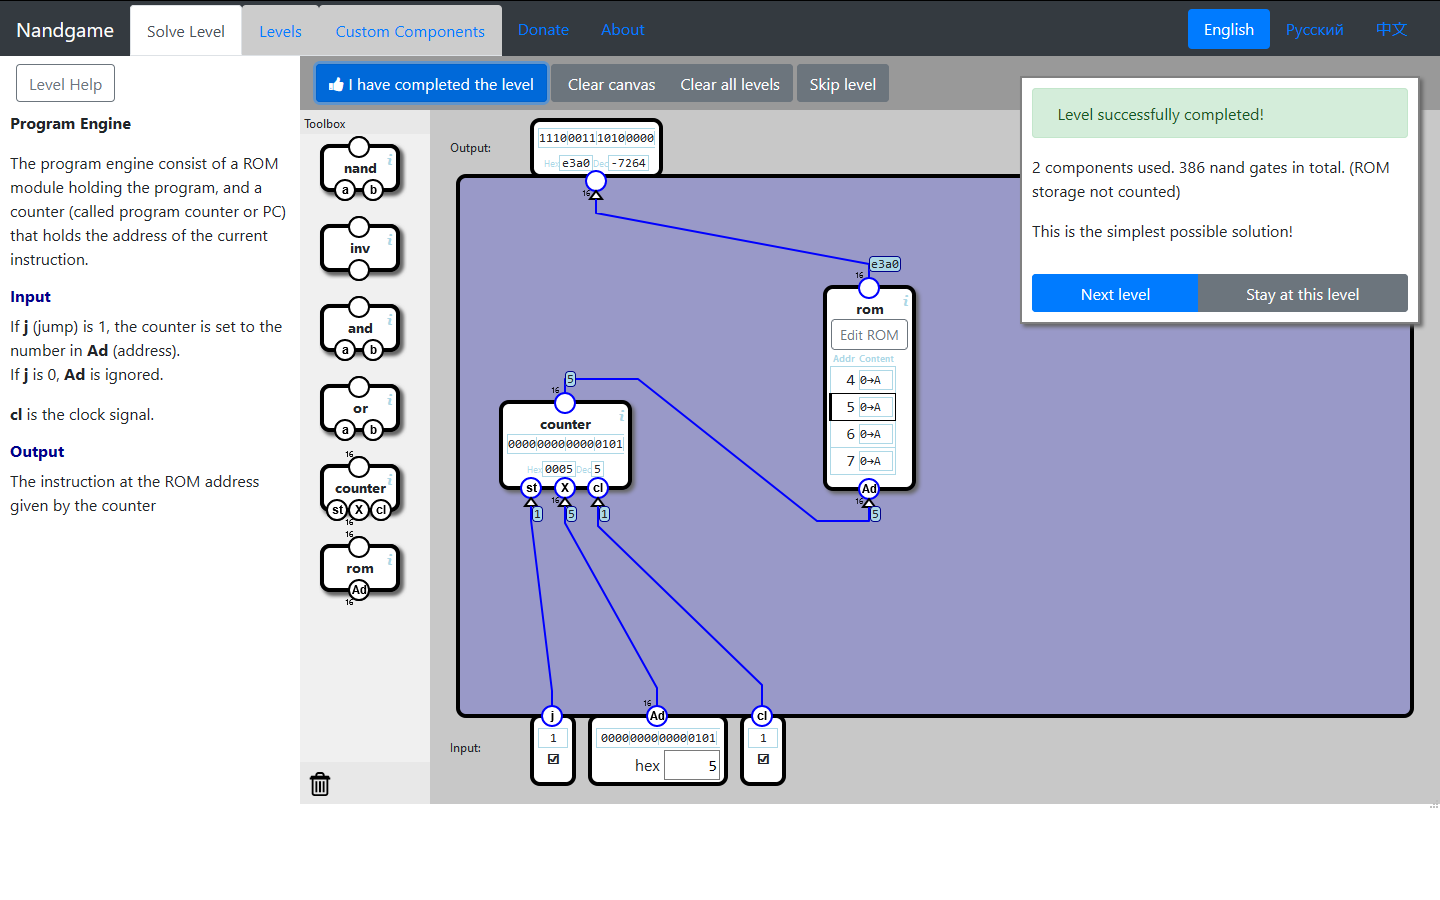 Nandgame
Solve Level
Levels
Custom Components
Donate
About
English
Русский
中文
Level Help
I have completed the level
Clear canvas
Clear all levels
Skip level
Program Engine
The program engine consist of a ROM
module holding the program, and a
counter (called program counter or PC)
that holds the address of the current
instruction.
Input
If j (jump) is 1, the counter is set to the
number in Ad (address).
If j is 0, Ad is ignored.
cl is the clock signal.
Output
The instruction at the ROM address
given by the counter
Toolbox
nand
a b
inv
and
a b
or
a b
16
counter
st X cl
16
16
rom
Ad
16
Output:
1110001110100000
Hex e3a0 Dec -7264
16
e3a0
16
rom
Edit ROM
Addr Content
4 0→A
5 0→A
6 0→A
7 0→A
Ad
16
5
5
16
counter
0000000000000101
Hex 0005 Dec 5
st X cl
16
1 5 1
Input:
j
1
16
Ad
0000000000000101
hex 5
cl
1
Level successfully completed!
2 components used. 386 nand gates in total. (ROM
storage not counted)
This is the simplest possible solution!
Next level
Stay at this level